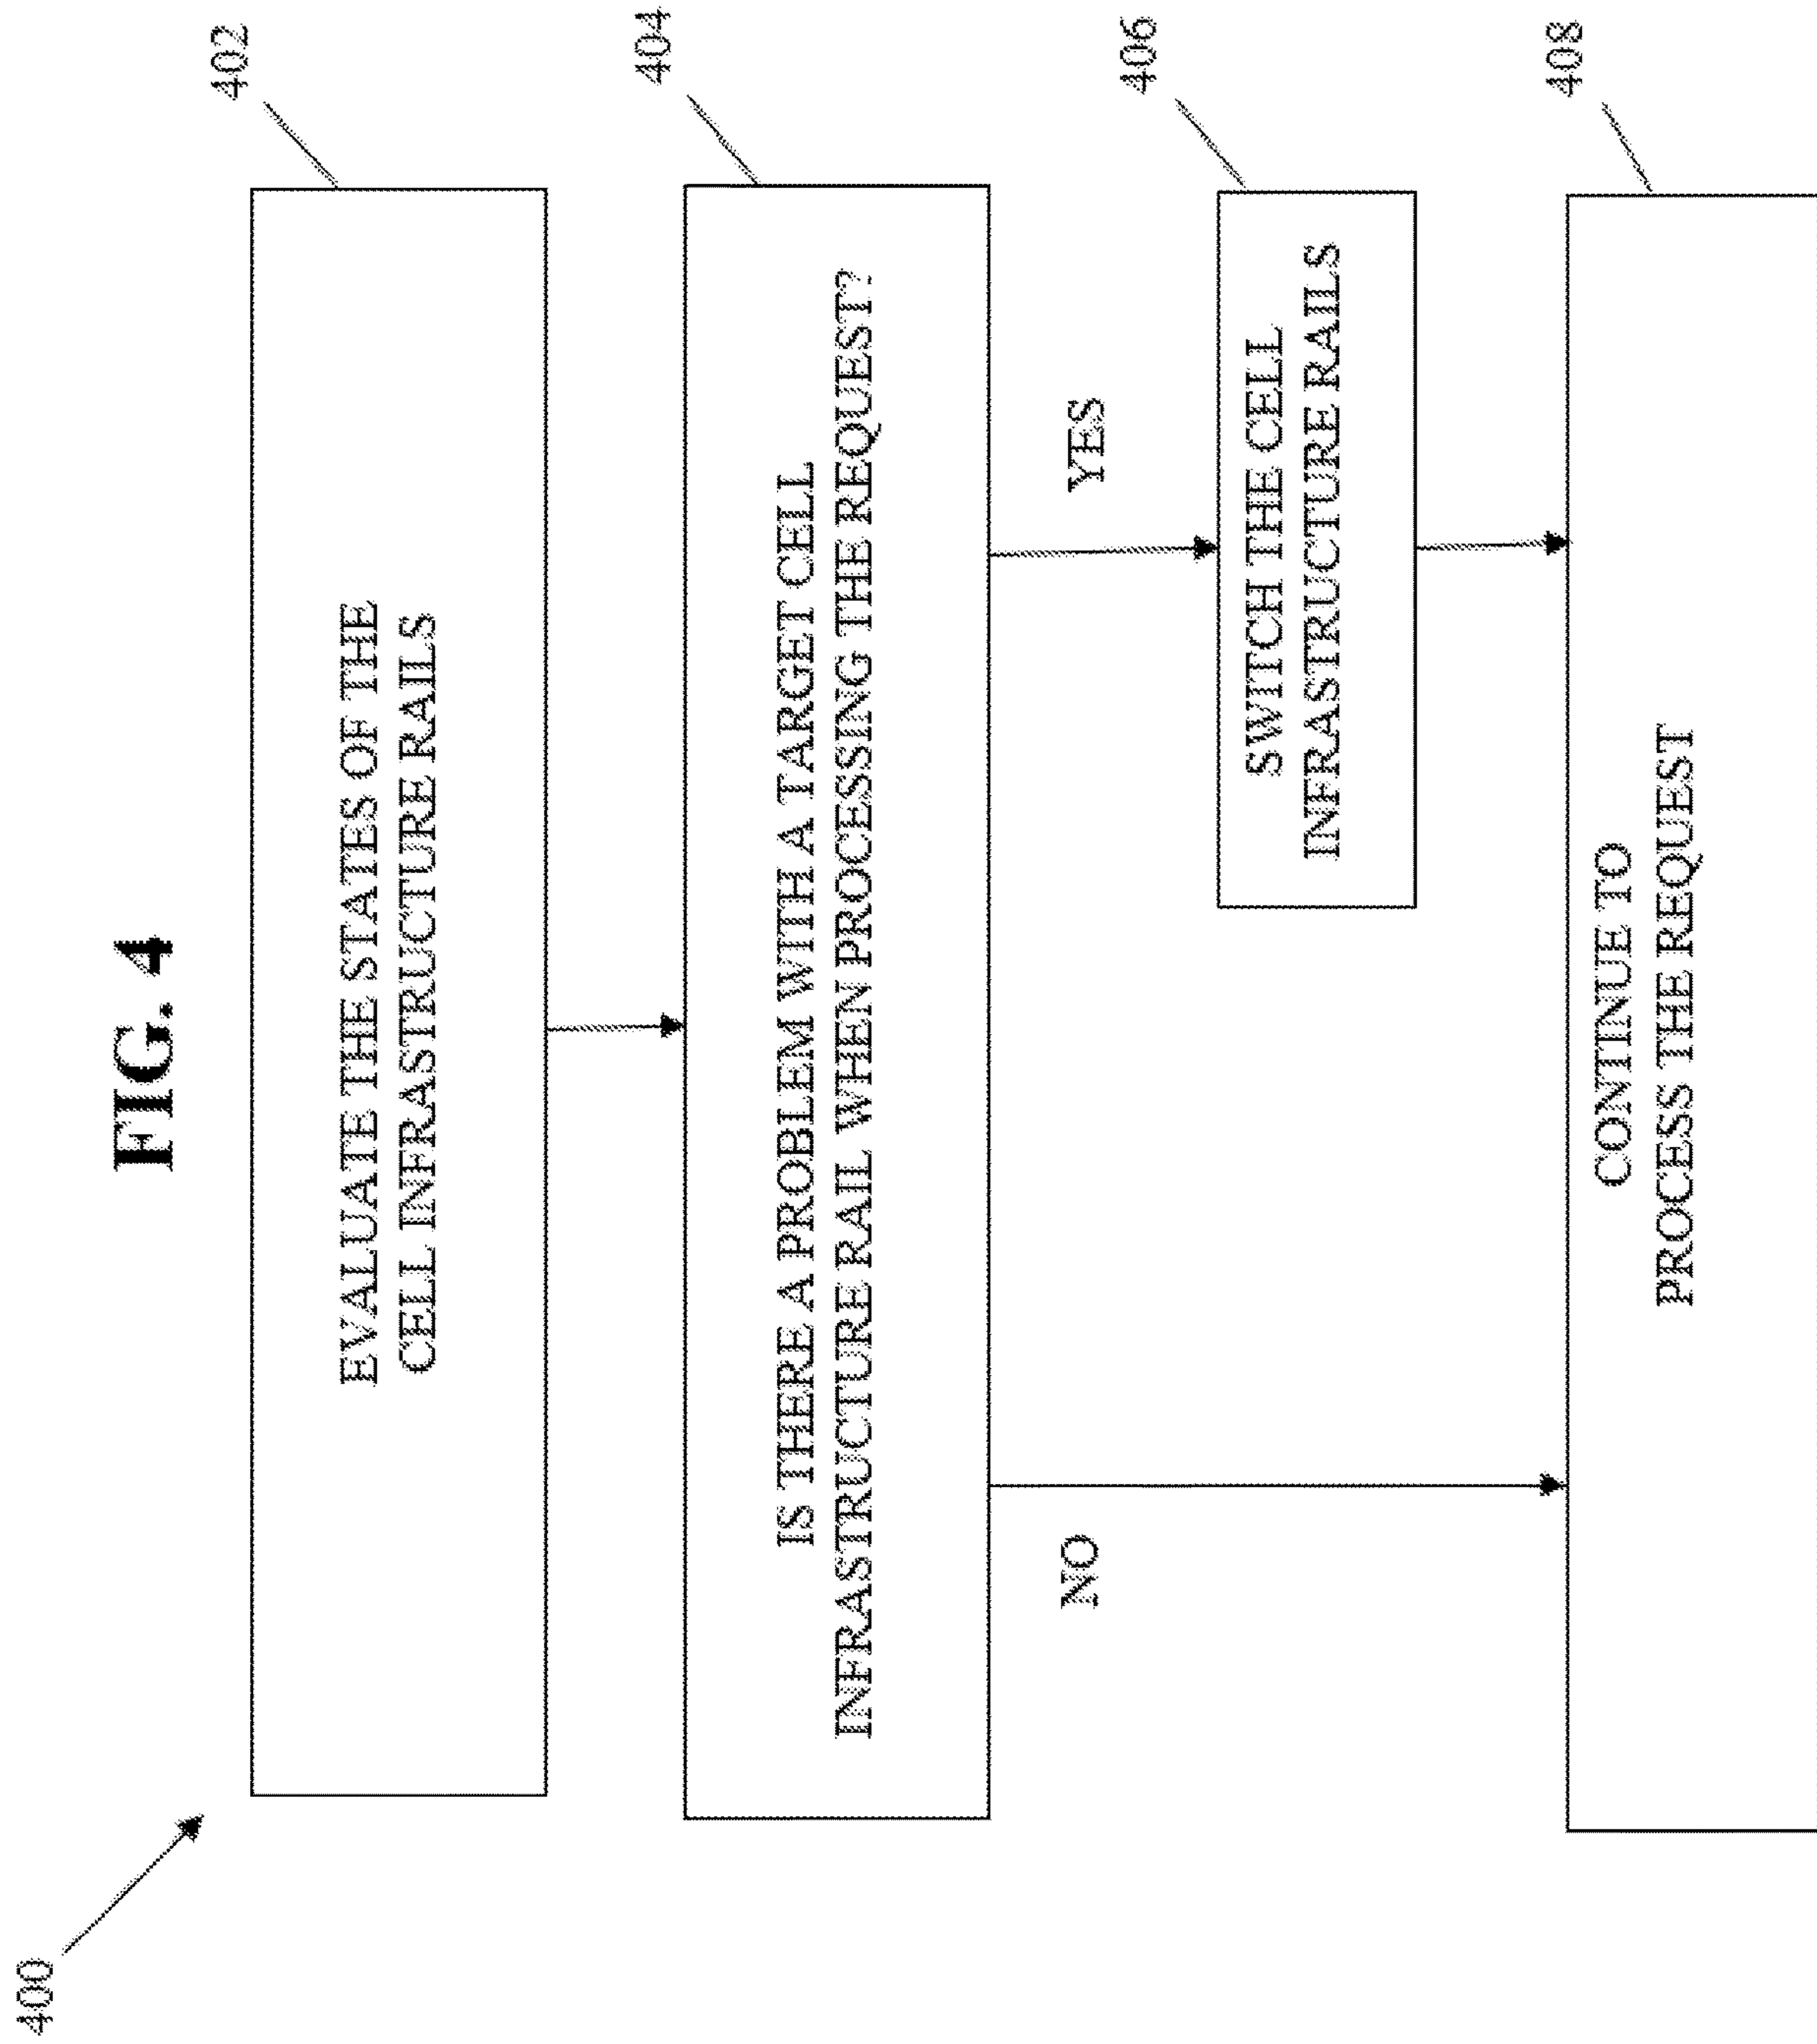 FIG. 4
400
402
EVALUATE THE STATES OF THE
CELL INFRASTRUCTURE RAILS
404
IS THERE A PROBLEM WITH A TARGET CELL
INFRASTRUCTURE RAIL WHEN PROCESSING THE REQUEST?
NO
YES
406
SWITCH THE CELL
INFRASTRUCTURE RAILS
408
CONTINUE TO
PROCESS THE REQUEST